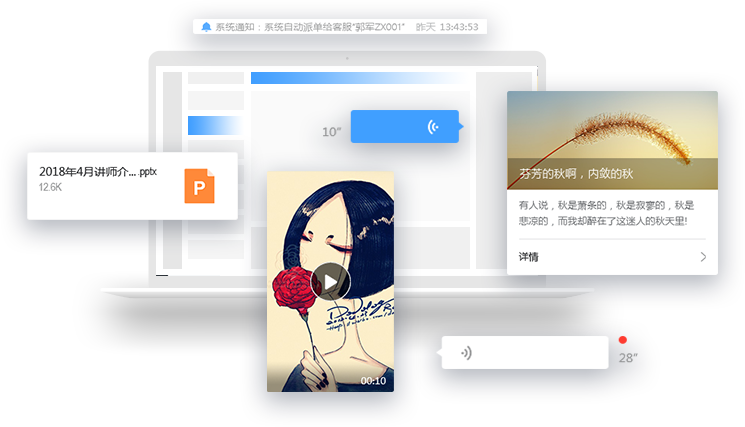 系统通知：系统自动派单给客服“郭军ZX001” 昨天 13:43:53
10”
2018年4月讲师介... .pptx
12.6K
P
芬芳的秋啊，内敛的秋
有人说，秋是萧条的，秋是寂寥的，秋是
悲凉的，而我却醉在了这迷人的秋天里!
详情
00:10
28”